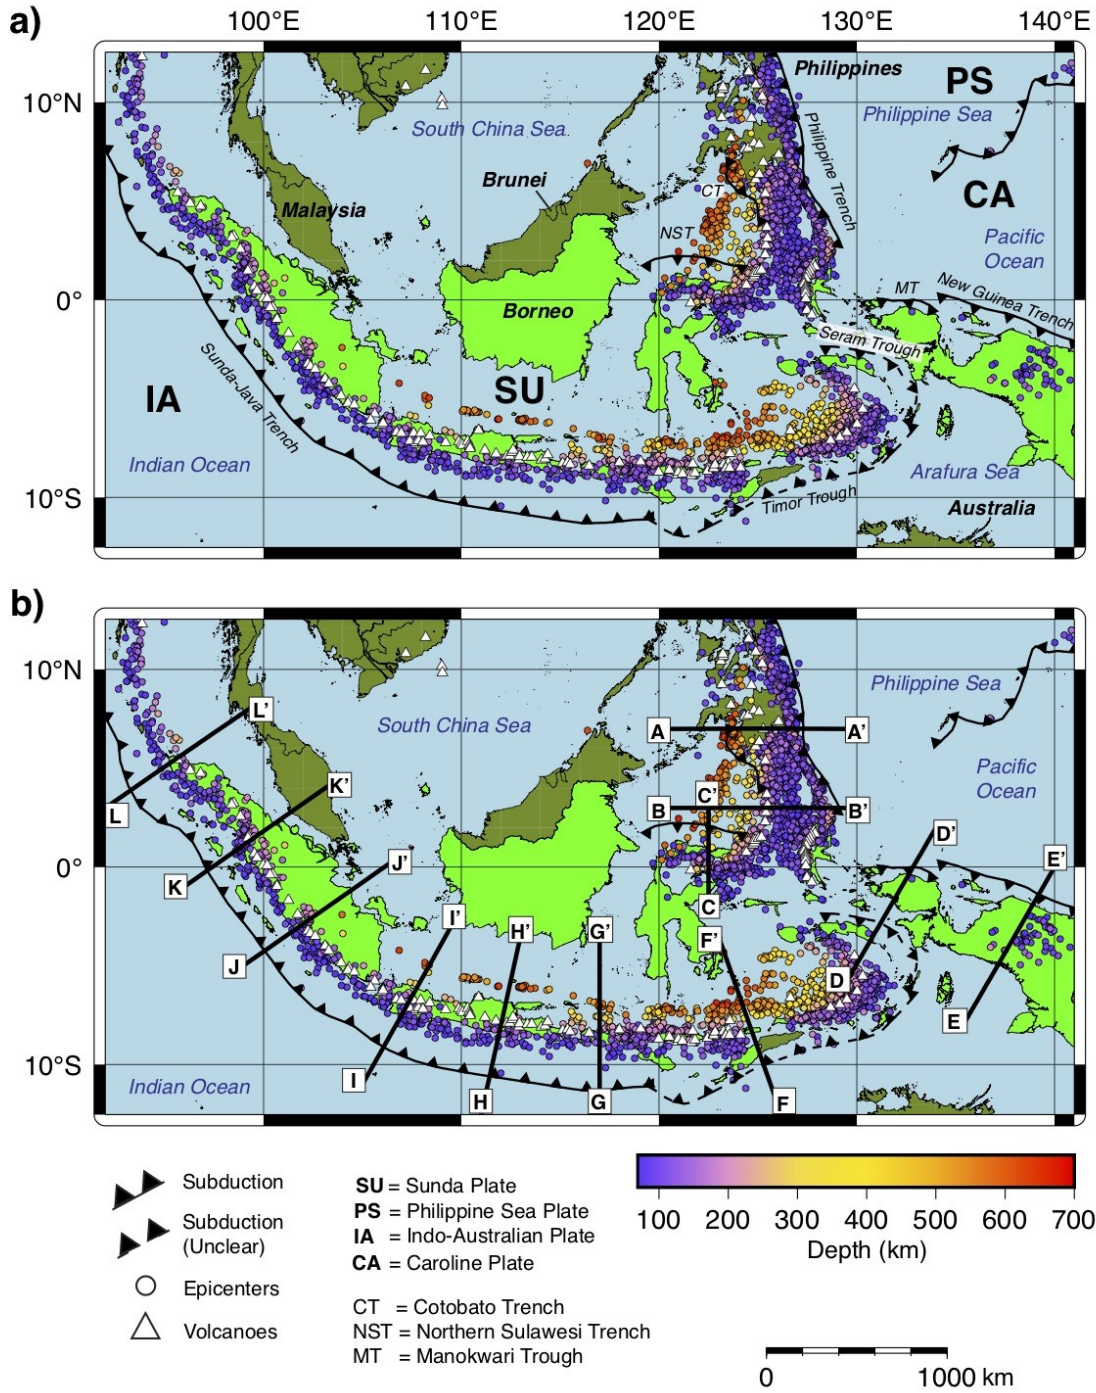 a)
100°E 110°E 120°E 130°E 140°E
10°N
0°
10°S
Philippines
PS
Philippine Sea
South China Sea
Philippine Trench
Brunei
CT
CA
Malaysia
NST
Pacific
Ocean
MT
New Guinea Trench
Borneo
Seram Trough
Sunda-Java Trench
IA
SU
Indian Ocean
Arafura Sea
Timor Trough
Australia
b)
10°N
0°
10°S
L'
Philippine Sea
South China Sea
A
A'
K'
C'
Pacific
Ocean
L
B
B'
D'
J'
E'
K
C
I'
H'
G'
F'
J
D
E
Indian Ocean
I
H
G
F
Subduction
Subduction
(Unclear)
Epicenters
Volcanoes
SU = Sunda Plate
PS = Philippine Sea Plate
IA = Indo-Australian Plate
CA = Caroline Plate
CT = Cotobato Trench
NST = Northern Sulawesi Trench
MT = Manokwari Trough
100 200 300 400 500 600 700
Depth (km)
0 1000 km